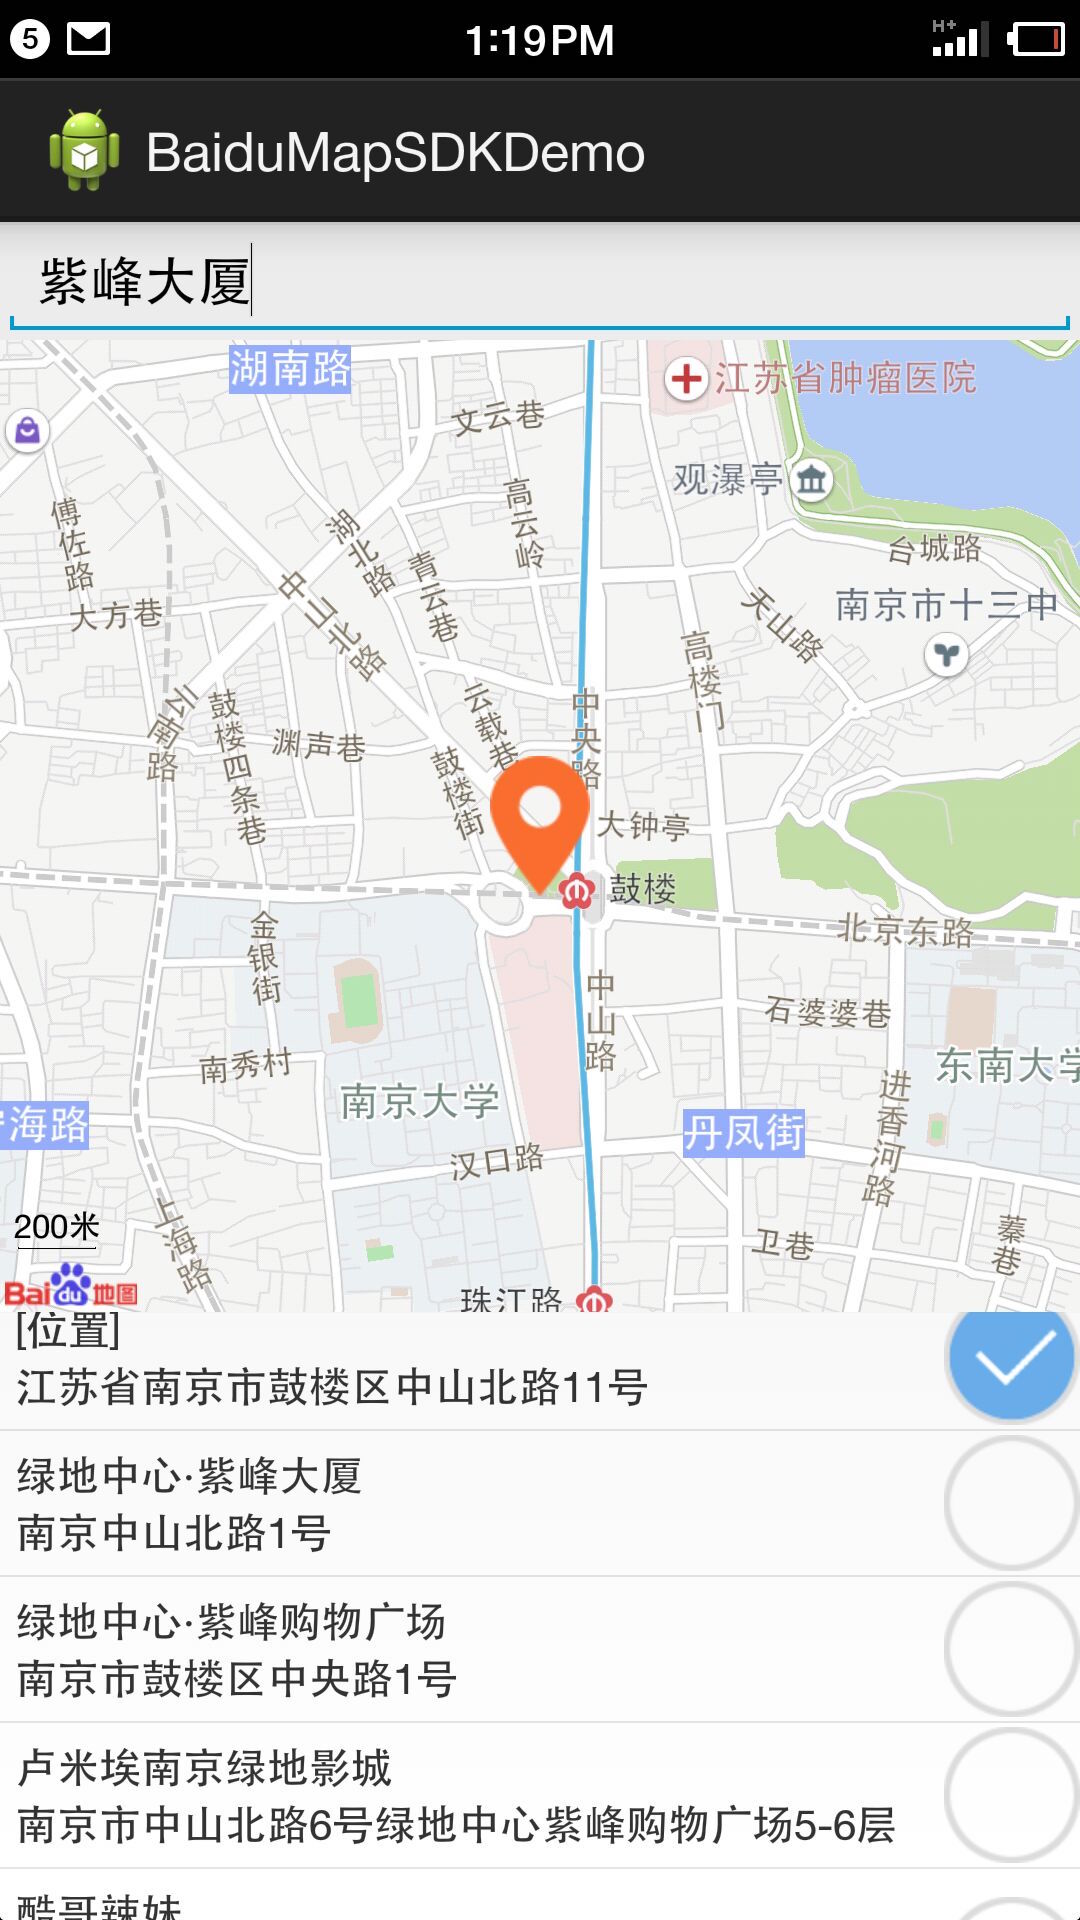 5
1:19PM
H+
BaiduMapSDKDemo
紫峰大厦
湖南路
江苏省肿瘤医院
文云巷
观瀑亭
高云岭
傅佐路
湖北路
台城路
青云巷
中山北路
大方巷
天山路
南京市十三中
高楼门
云南路
鼓楼四条巷
云载巷
中央路
渊声巷
鼓楼街
大钟亭
鼓楼
金银街
北京东路
中山路
石婆婆巷
南秀村
东南大学
南京大学
进香河路
海路
丹凤街
汉口路
上海路
200米
卫巷
蓁巷
Bai du 地图
珠江路
[位置]
江苏省南京市鼓楼区中山北路11号
绿地中心·紫峰大厦
南京中山北路1号
绿地中心·紫峰购物广场
南京市鼓楼区中央路1号
卢米埃南京绿地影城
南京市中山北路6号绿地中心紫峰购物广场5-6层
酷哥辣妹